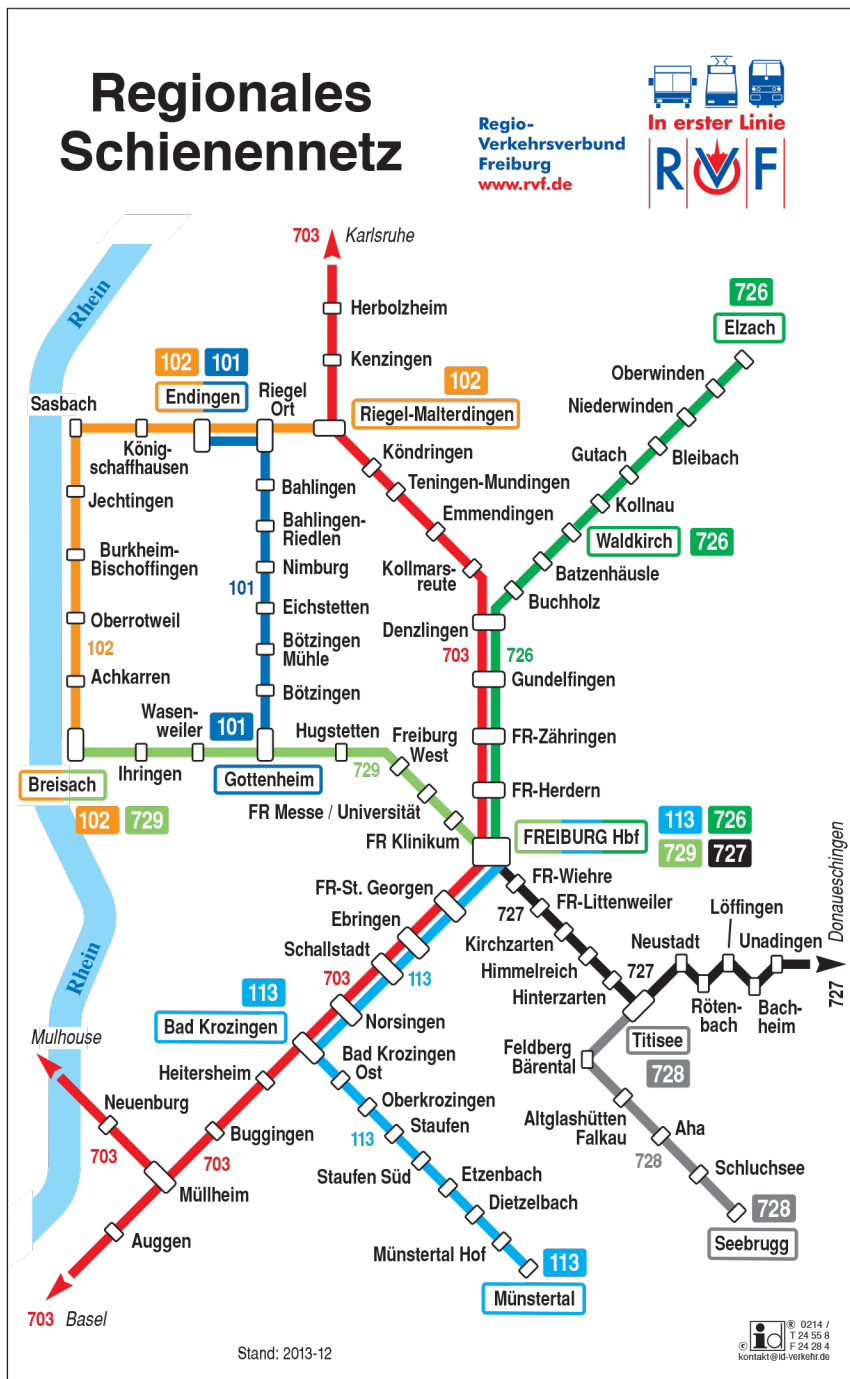 Regionales
Schienennetz
Regio-
Verkehrsverbund
Freiburg
www.rvf.de
In erster Linie
R V F
703 Karlsruhe
Rhein
Herbolzheim
Kenzingen
726
Elzach
102 101
Endingen
Riegel
Ort
102
Riegel-Malterdingen
Sasbach
König-
schaffhausen
Jechtingen
Burkheim-
Bischoffingen
Oberrotweil
102
Achkarren
Bahlingen
Bahlingen-
Riedlen
Nimburg
101
Eichstetten
Bötzingen
Mühle
Bötzingen
Köndringen
Teningen-Mundingen
Emmendingen
Kollmars-
reute
Oberwinden
Niederwinden
Bleibach
Gutach
Kollnau
Waldkirch 726
Batzenhäusle
Buchholz
Denzlingen
703 726
Gundelfingen
FR-Zähringen
FR-Herdern
Wasen-
weiler
101
Gottenheim
Hugstetten
729
Freiburg
West
Ihringen
Breisach
102 729
FR Messe / Universität
FR Klinikum
FREIBURG Hbf
113 726
729 727
FR-Wiehre
727
FR-Littenweiler
Kirchzarten
Himmelreich
Hinterzarten
727
Neustadt
Löffingen
Unadingen
Röten-
bach
Bach-
heim
Donaueschingen
727
Titisee
728
Feldberg
Bärental
Altglashütten
Falkau
Aha
728
Schluchsee
728
Seebrugg
FR-St. Georgen
Ebringen
Schallstadt
703
113
Norsingen
113
Bad Krozingen
Bad Krozingen
Ost
Oberkrozingen
Staufen
113
Staufen Süd
Etzenbach
Dietzelbach
Münstertal Hof
113
Münstertal
Rhein
Mulhouse
Heitersheim
Neuenburg
703
Buggingen
703
Müllheim
Auggen
703 Basel
Stand: 2013-12
© id ® 0214 /
T 24 55 8
F 24 28 4
kontakt@id-verkehr.de